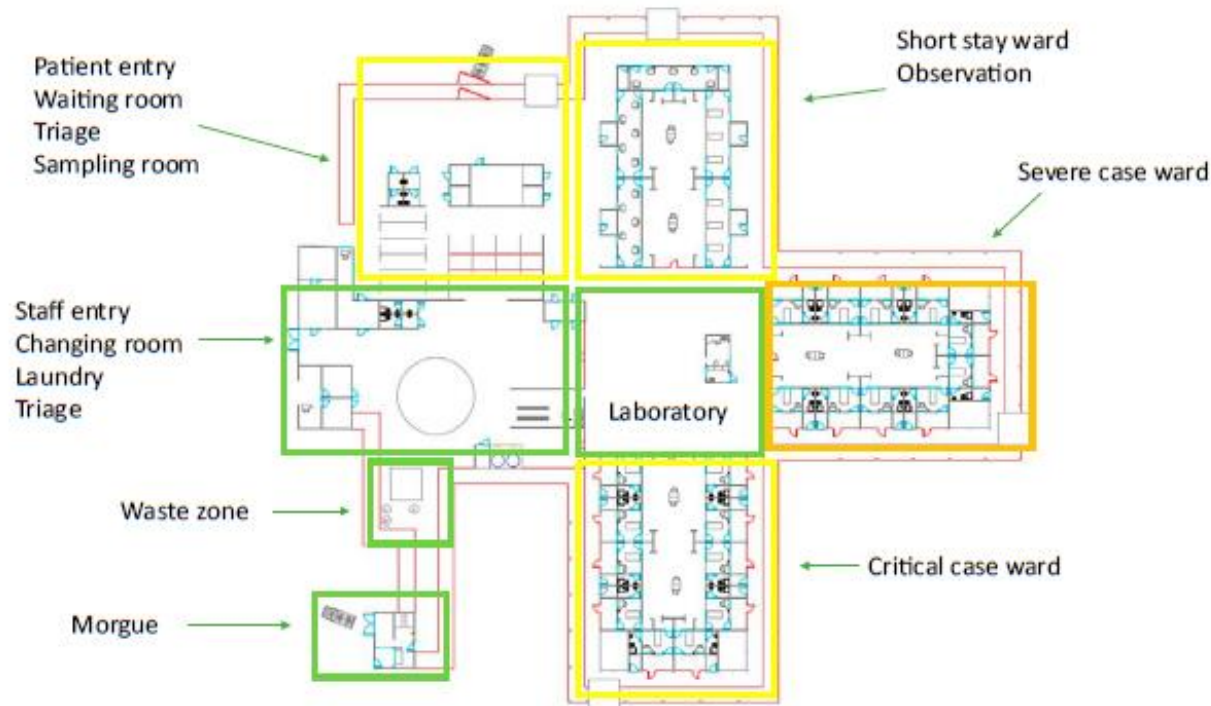 Patient entry
Waiting room
Triage
Sampling room
Short stay ward
Observation
Severe case ward
Staff entry
Changing room
Laundry
Triage
Laboratory
Waste zone
Critical case ward
Morgue